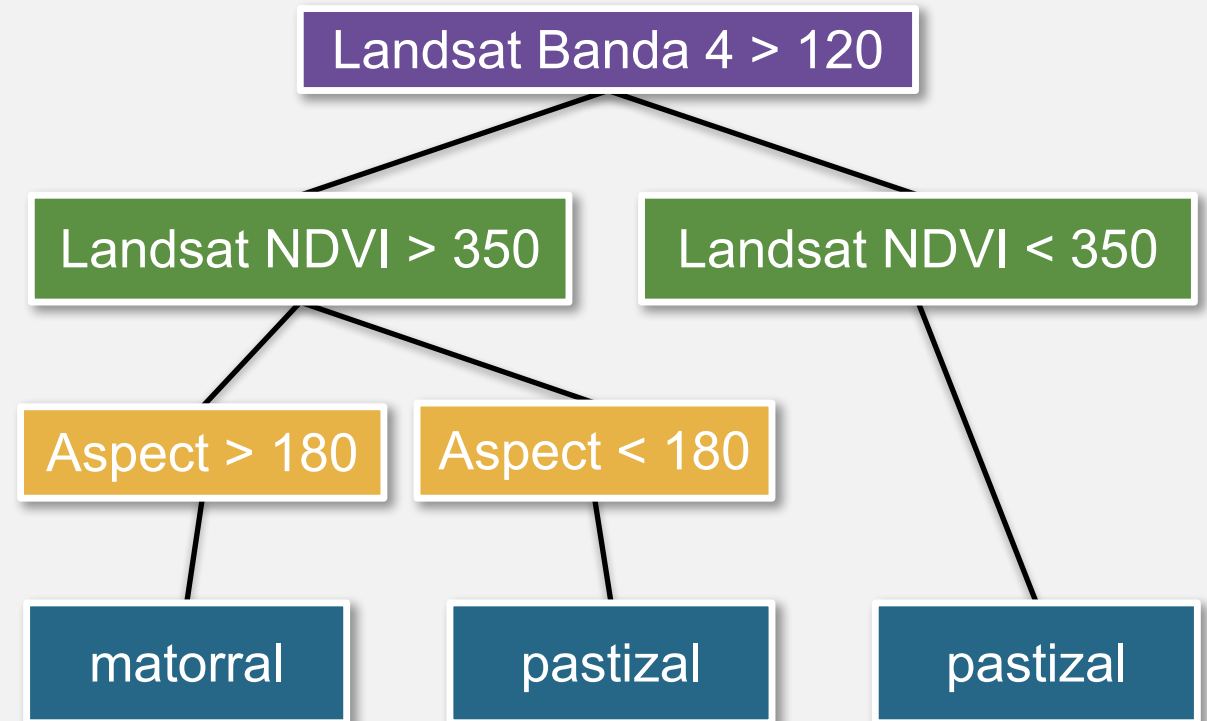 Landsat Banda 4 > 120
Landsat NDVI > 350
Landsat NDVI < 350
Aspect > 180
Aspect < 180
matorral
pastizal
pastizal